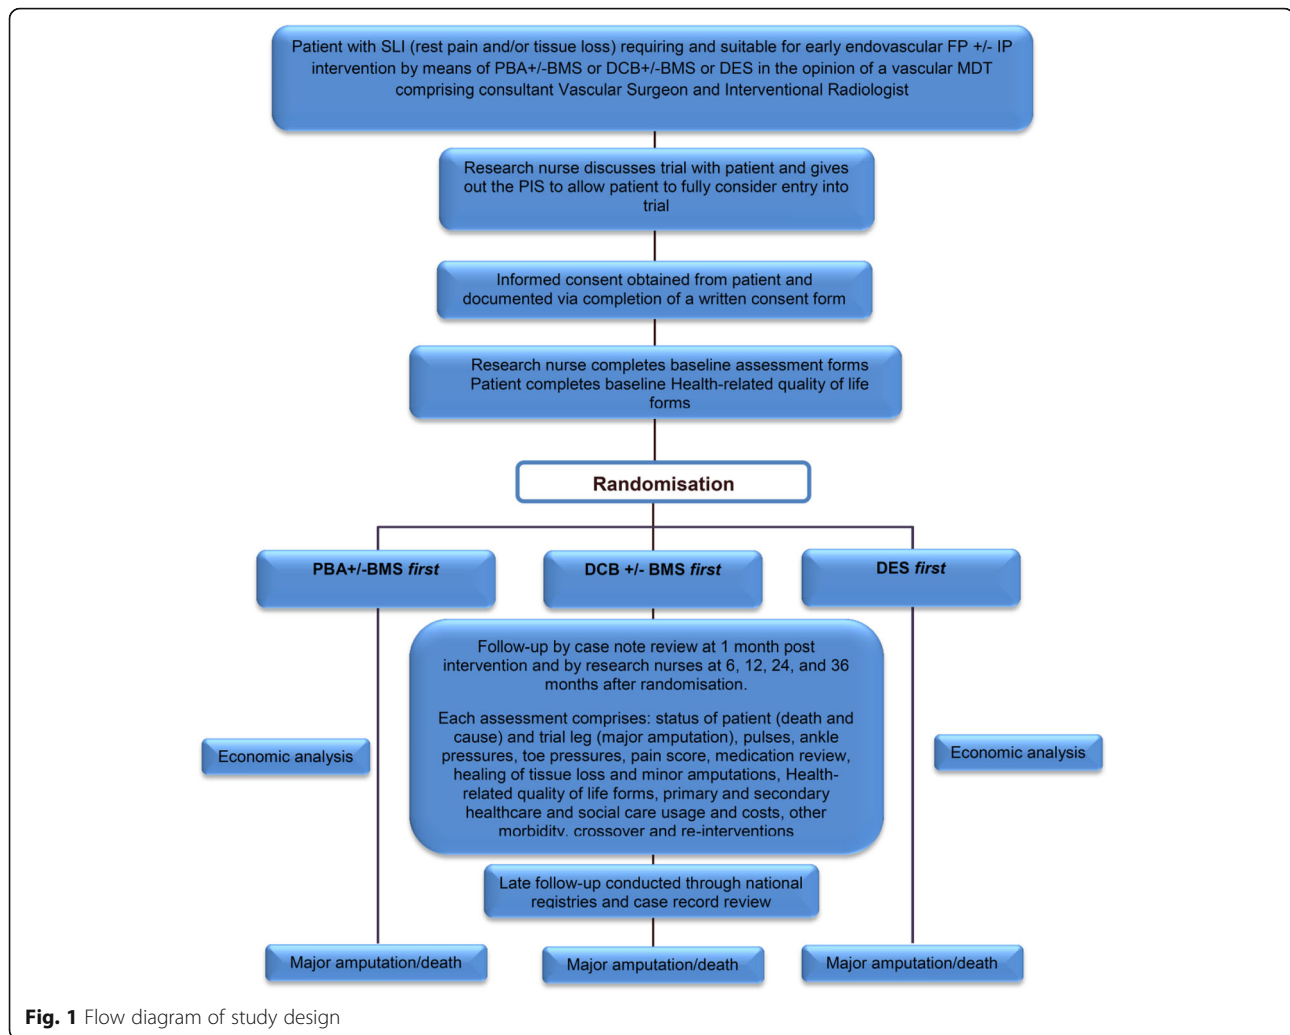 Patient with SLI (rest pain and/or tissue loss) requiring and suitable for early endovascular FP +/- IP
intervention by means of PBA+/-BMS or DCB+/-BMS or DES in the opinion of a vascular MDT
comprising consultant Vascular Surgeon and Interventional Radiologist
Research nurse discusses trial with patient and gives
out the PIS to allow patient to fully consider entry into
trial
Informed consent obtained from patient and
documented via completion of a written consent form
Research nurse completes baseline assessment forms
Patient completes baseline Health-related quality of life
forms
Randomisation
PBA+/-BMS first
DCB +/- BMS first
DES first
Follow-up by case note review at 1 month post
intervention and by research nurses at 6, 12, 24, and 36
months after randomisation.
Each assessment comprises: status of patient (death and
cause) and trial leg (major amputation), pulses, ankle
pressures, toe pressures, pain score, medication review,
healing of tissue loss and minor amputations, Health-
related quality of life forms, primary and secondary
healthcare and social care usage and costs, other
morbidity, crossover and re-interventions
Economic analysis
Economic analysis
Late follow-up conducted through national
registries and case record review
Major amputation/death
Major amputation/death
Major amputation/death
Fig. 1 Flow diagram of study design